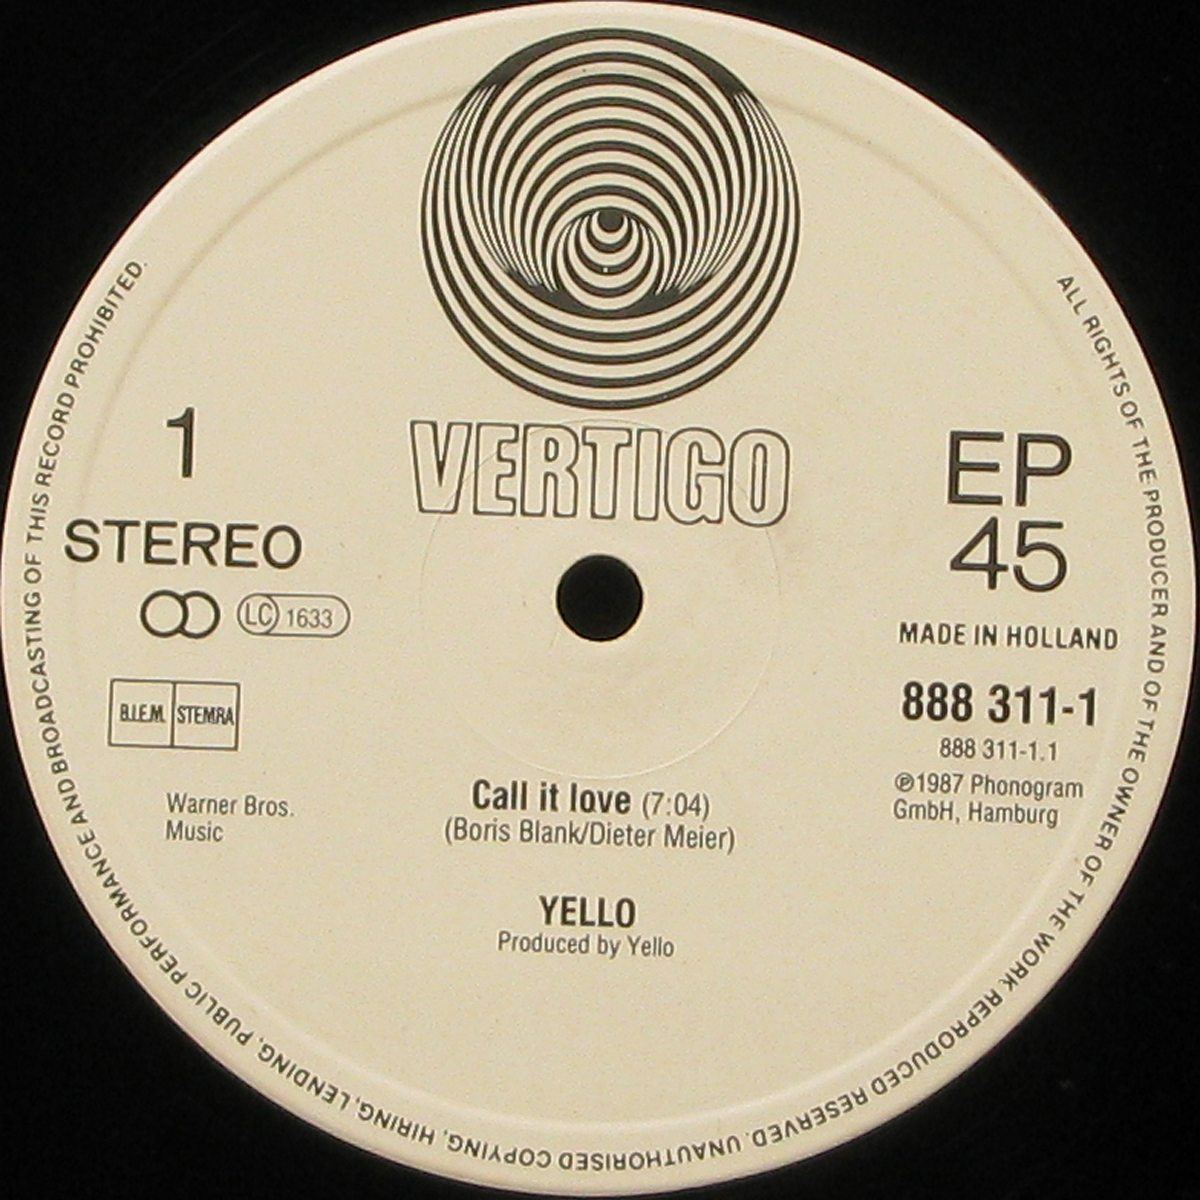 VERTIGO
1
STEREO
LC 1633
B.I.E.M. STEMRA
Warner Bros.
Music
EP
45
MADE IN HOLLAND
888 311-1
888 311-1.1
℗1987 Phonogram
GmbH, Hamburg
Call it love (7:04)
(Boris Blank/Dieter Meier)
YELLO
Produced by Yello
ALL RIGHTS OF THE PRODUCER AND OF THE OWNER OF THE WORK REPRODUCED RESERVED. UNAUTHORISED COPYING, HIRING, LENDING, PUBLIC PERFORMANCE AND BROADCASTING OF THIS RECORD PROHIBITED.